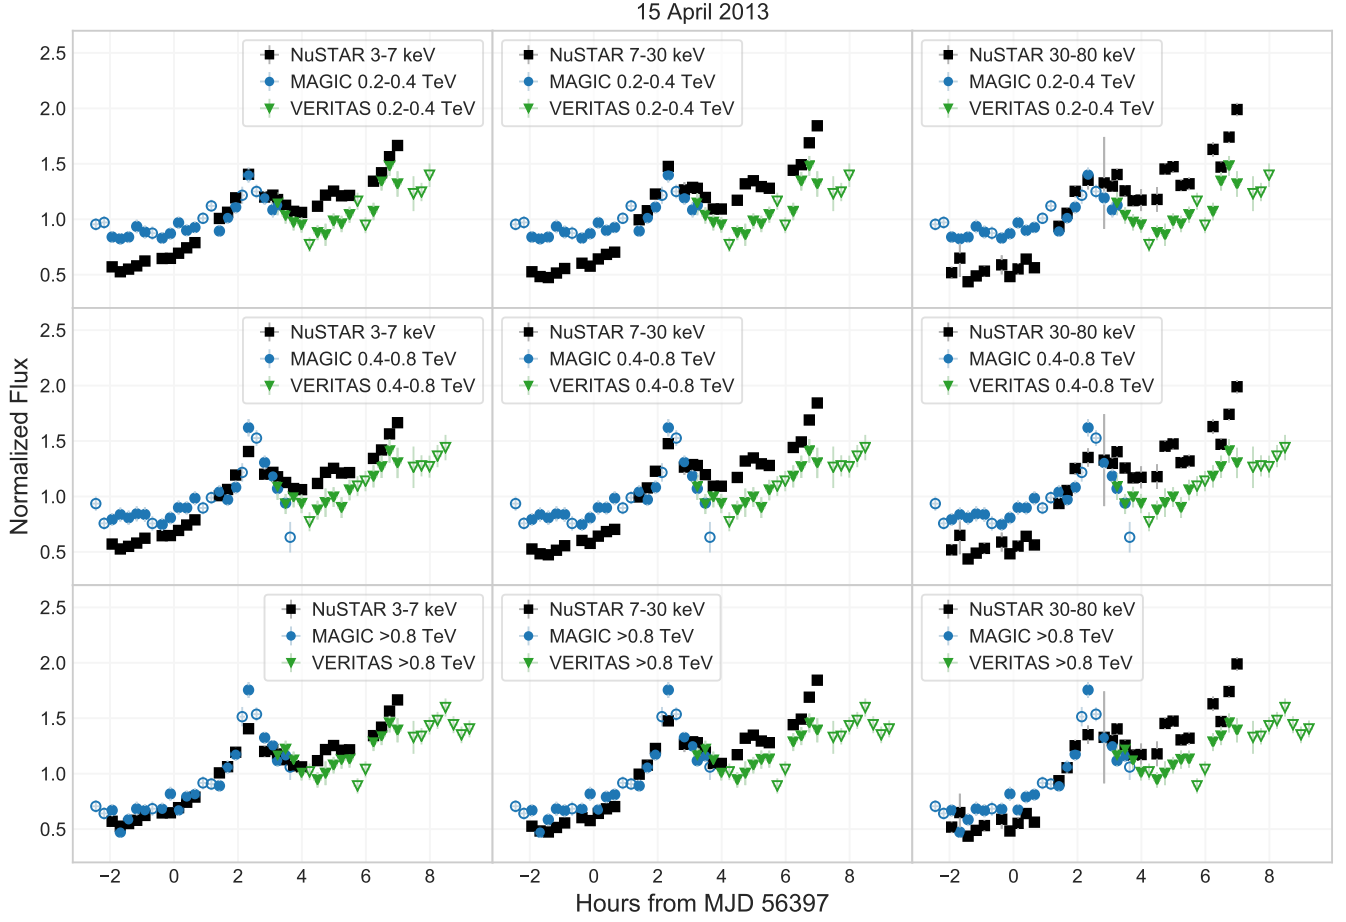 15 April 2013
Normalized Flux
2.5
2.0
1.5
1.0
0.5
NuSTAR 3-7 keV
MAGIC 0.2-0.4 TeV
VERITAS 0.2-0.4 TeV
NuSTAR 7-30 keV
MAGIC 0.2-0.4 TeV
VERITAS 0.2-0.4 TeV
NuSTAR 30-80 keV
MAGIC 0.2-0.4 TeV
VERITAS 0.2-0.4 TeV
2.5
2.0
1.5
1.0
0.5
NuSTAR 3-7 keV
MAGIC 0.4-0.8 TeV
VERITAS 0.4-0.8 TeV
NuSTAR 7-30 keV
MAGIC 0.4-0.8 TeV
VERITAS 0.4-0.8 TeV
NuSTAR 30-80 keV
MAGIC 0.4-0.8 TeV
VERITAS 0.4-0.8 TeV
2.5
2.0
1.5
1.0
0.5
NuSTAR 3-7 keV
MAGIC >0.8 TeV
VERITAS >0.8 TeV
NuSTAR 7-30 keV
MAGIC >0.8 TeV
VERITAS >0.8 TeV
NuSTAR 30-80 keV
MAGIC >0.8 TeV
VERITAS >0.8 TeV
−2 0 2 4 6 8
−2 0 2 4 6 8
−2 0 2 4 6 8
Hours from MJD 56397